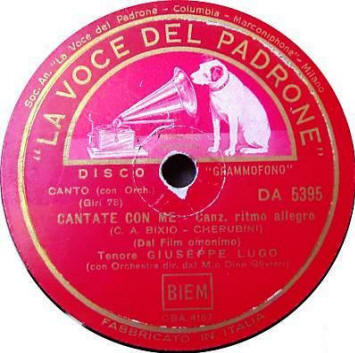 Soc. An. "La Voce del Padrone - Columbia - Marconiphone" - Milano
"LA VOCE DEL PADRONE"
DISCO "GRAMMOFONO"
CANTO (con Orch.)
(Giri 78)
DA 5395
CANTATE CON ME - Canz. ritmo allegro
(C. A. BIXIO - CHERUBINI)
(Dal Film omonimo)
Tenore GIUSEPPE LUGO
(con Orchestra dir. dal M.o Dino Olivieri)
BIEM
FABBRICATO IN ITALIA